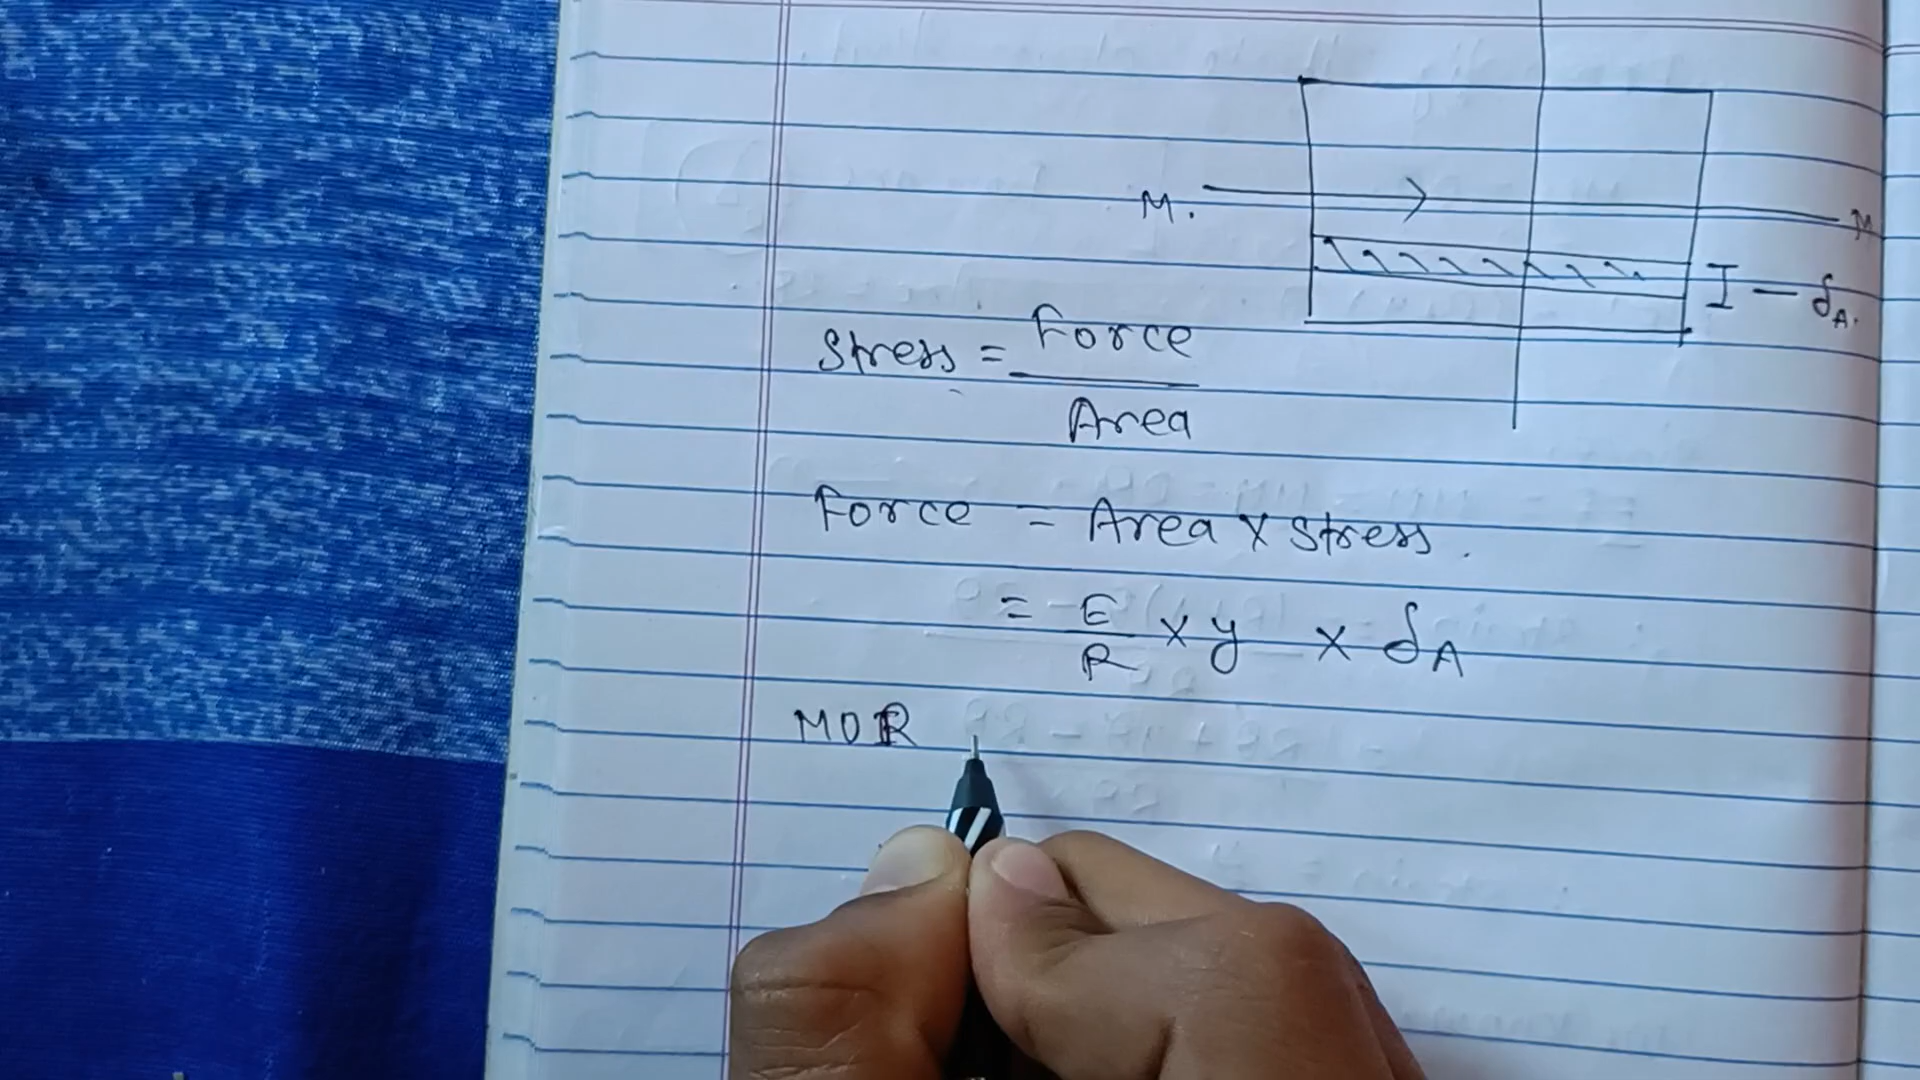 M.
M
I - δA.
Stress = Force
Area
Force = Area x Stress.
= E/R x y x δA
MOR